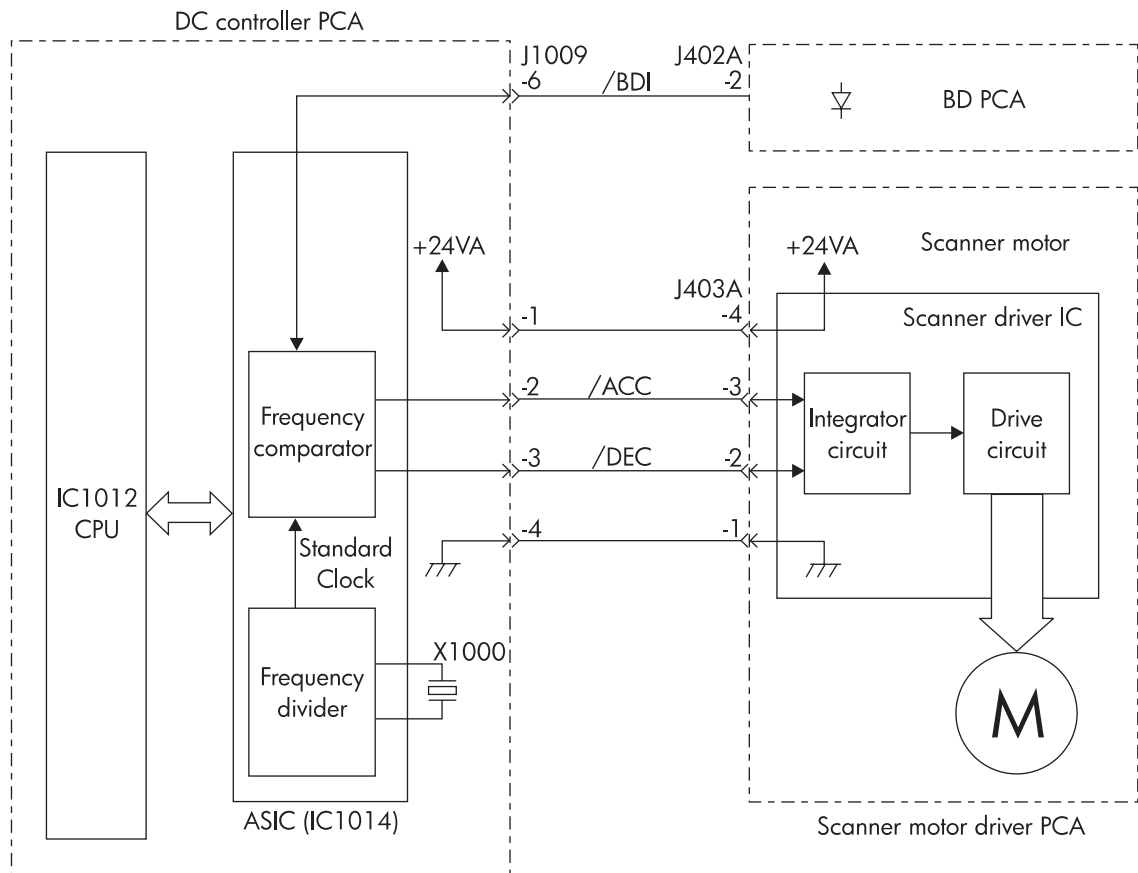 DC controller PCA
J1009
J402A
-6
/BDI
-2
BD PCA
+24VA
+24VA
Scanner motor
J403A
-1
-4
Scanner driver IC
-2
/ACC
-3
Frequency
comparator
Integrator
circuit
Drive
circuit
-3
/DEC
-2
IC1012
CPU
-4
-1
Standard
Clock
X1000
Frequency
divider
M
ASIC (IC1014)
Scanner motor driver PCA